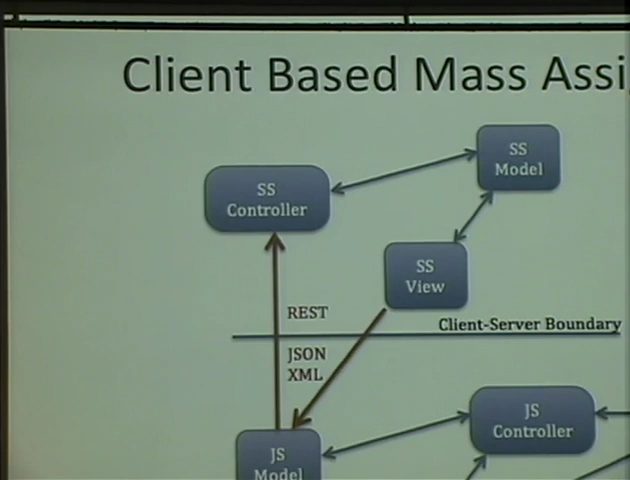 Client Based Mass Assi
SS
Model
SS
Controller
SS
View
REST
Client-Server Boundary
JSON
XML
JS
Controller
JS
Model